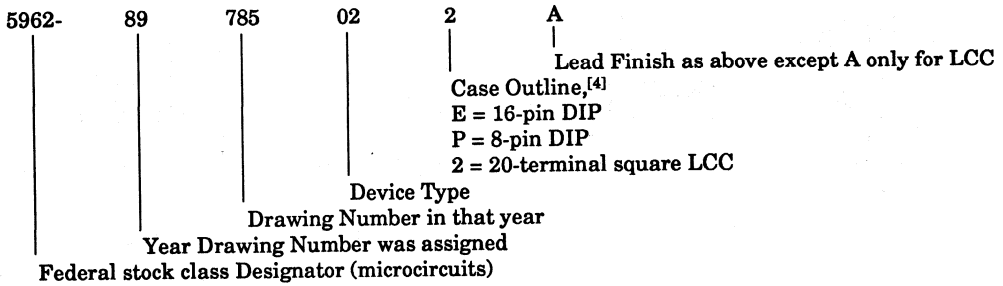 5962- 89 785 02 2 A
Lead Finish as above except A only for LCC
Case Outline,[4]
E = 16-pin DIP
P = 8-pin DIP
2 = 20-terminal square LCC
Device Type
Drawing Number in that year
Year Drawing Number was assigned
Federal stock class Designator (microcircuits)